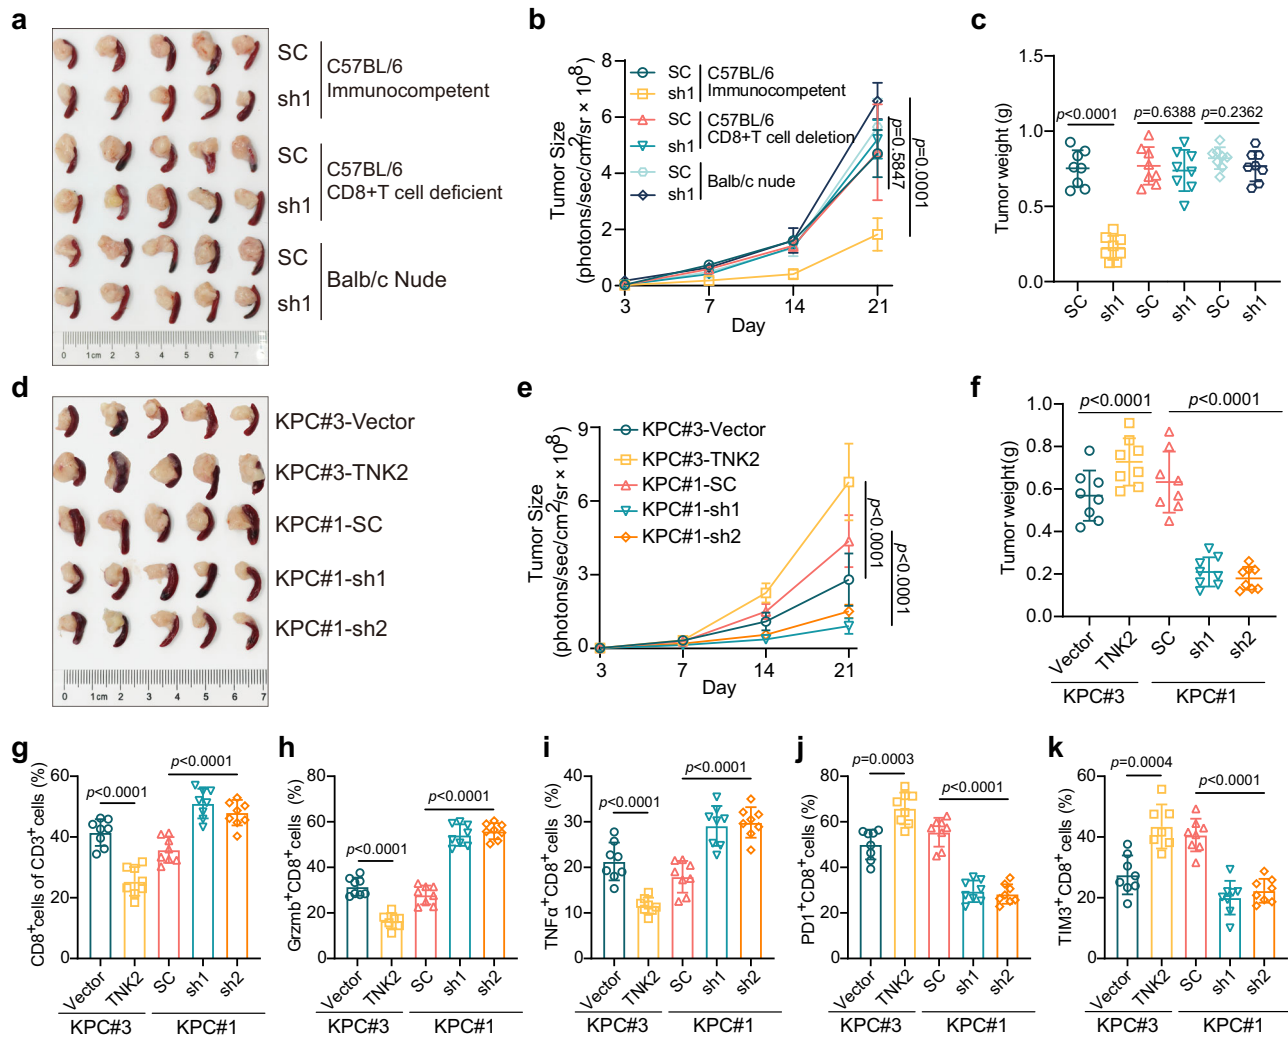 a
SC
sh1
C57BL/6
Immunocompetent
SC
sh1
C57BL/6
CD8+T cell deficient
SC
sh1
Balb/c Nude
0 1cm 2 3 4 5 6 7
b
Tumor Size
(photons/sec/cm²/sr × 10⁸)
8
6
4
2
0
3 7 14 21
Day
SC
sh1
C57BL/6
Immunocompetent
SC
sh1
C57BL/6
CD8+T cell deletion
SC
sh1
Balb/c nude
p=0.5847
p=0.0001
c
Tumor weight (g)
1.5
1.0
0.5
0.0
p<0.0001
p=0.6388
p=0.2362
SC sh1 SC sh1 SC sh1
d
KPC#3-Vector
KPC#3-TNK2
KPC#1-SC
KPC#1-sh1
KPC#1-sh2
0 1cm 2 3 4 5 6 7
e
Tumor Size
(photons/sec/cm²/sr × 10⁸)
9
6
3
0
3 7 14 21
Day
KPC#3-Vector
KPC#3-TNK2
KPC#1-SC
KPC#1-sh1
KPC#1-sh2
p<0.0001
p<0.0001
f
Tumor weight(g)
1.0
0.8
0.6
0.4
0.2
0.0
p<0.0001
p<0.0001
Vector TNK2 SC sh1 sh2
KPC#3 KPC#1
g
CD8⁺cells of CD3⁺cells (%)
60
40
20
0
p<0.0001
p<0.0001
Vector TNK2 SC sh1 sh2
KPC#3 KPC#1
h
Grzmb⁺CD8⁺cells (%)
80
60
40
20
0
p<0.0001
p<0.0001
Vector TNK2 SC sh1 sh2
KPC#3 KPC#1
i
TNFα⁺CD8⁺cells (%)
40
30
20
10
0
p<0.0001
p<0.0001
Vector TNK2 SC sh1 sh2
KPC#3 KPC#1
j
PD1⁺CD8⁺cells (%)
80
60
40
20
0
p=0.0003
p<0.0001
Vector TNK2 SC sh1 sh2
KPC#3 KPC#1
k
TIM3⁺CD8⁺cells (%)
60
40
20
0
p=0.0004
p<0.0001
Vector TNK2 SC sh1 sh2
KPC#3 KPC#1